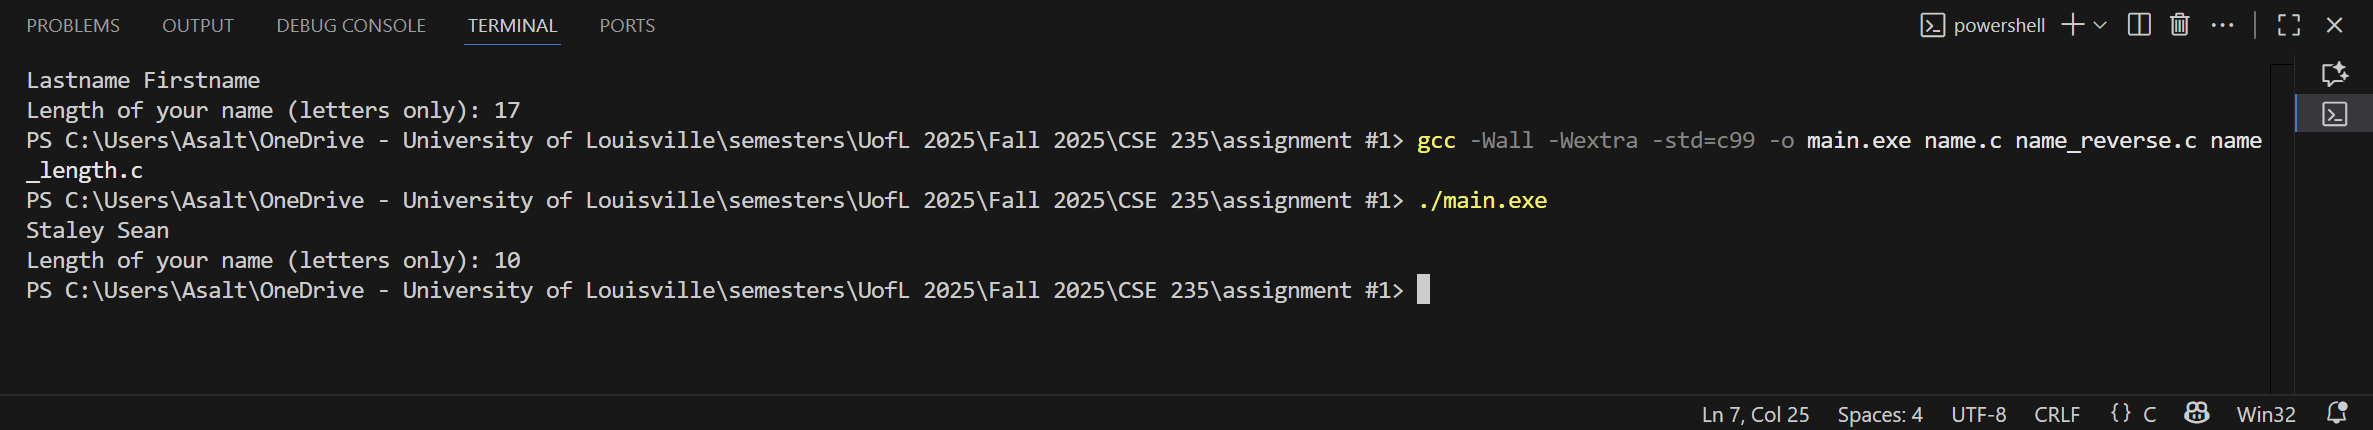 PROBLEMS OUTPUT DEBUG CONSOLE TERMINAL PORTS powershell
Lastname Firstname
Length of your name (letters only): 17
PS C:\Users\Asalt\OneDrive - University of Louisville\semesters\UofL 2025\Fall 2025\CSE 235\assignment #1> gcc -Wall -Wextra -std=c99 -o main.exe name.c name_reverse.c name
_length.c
PS C:\Users\Asalt\OneDrive - University of Louisville\semesters\UofL 2025\Fall 2025\CSE 235\assignment #1> ./main.exe
Staley Sean
Length of your name (letters only): 10
PS C:\Users\Asalt\OneDrive - University of Louisville\semesters\UofL 2025\Fall 2025\CSE 235\assignment #1>
Ln 7, Col 25 Spaces: 4 UTF-8 CRLF {} C Win32